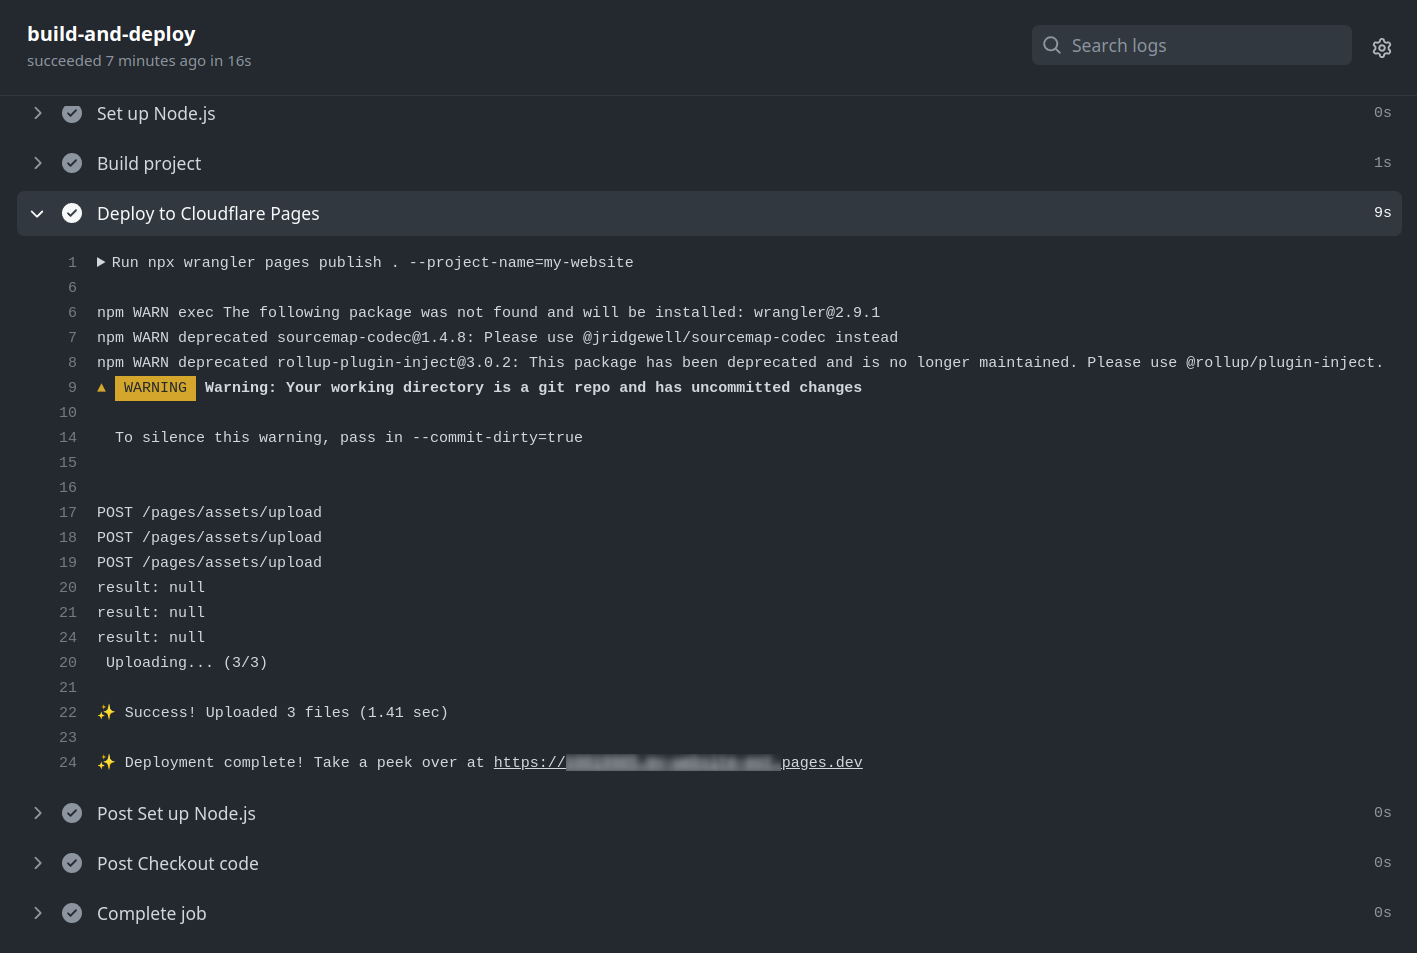 build-and-deploy
succeeded 7 minutes ago in 16s
Search logs
Set up Node.js 0s
Build project 1s
Deploy to Cloudflare Pages 9s
1 Run npx wrangler pages publish . --project-name=my-website
6
6 npm WARN exec The following package was not found and will be installed: wrangler@2.9.1
7 npm WARN deprecated sourcemap-codec@1.4.8: Please use @jridgewell/sourcemap-codec instead
8 npm WARN deprecated rollup-plugin-inject@3.0.2: This package has been deprecated and is no longer maintained. Please use @rollup/plugin-inject.
9 ▲ WARNING Warning: Your working directory is a git repo and has uncommitted changes
10
14 To silence this warning, pass in --commit-dirty=true
15
16
17 POST /pages/assets/upload
18 POST /pages/assets/upload
19 POST /pages/assets/upload
20 result: null
21 result: null
24 result: null
20 Uploading... (3/3)
21
22 ✨ Success! Uploaded 3 files (1.41 sec)
23
24 ✨ Deployment complete! Take a peek over at https:// pages.dev
Post Set up Node.js 0s
Post Checkout code 0s
Complete job 0s